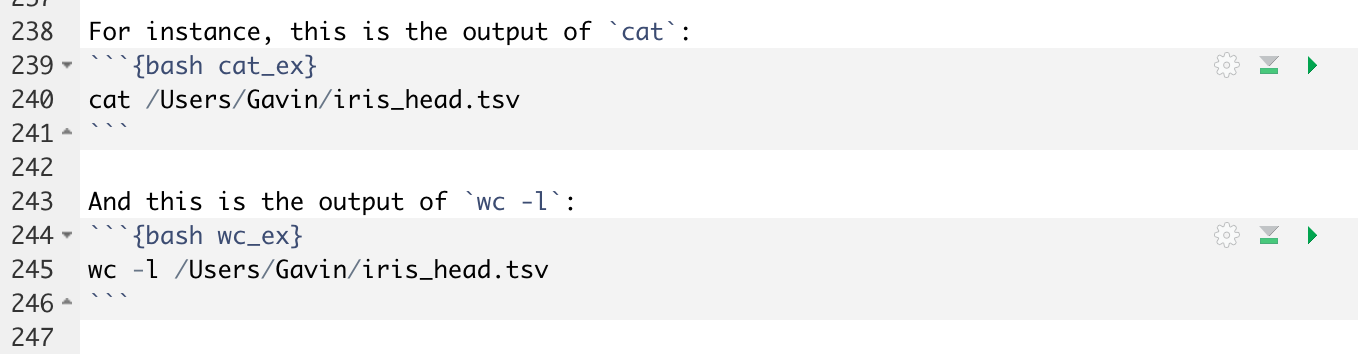 238 For instance, this is the output of `cat`:
239 ```{bash cat_ex}
240 cat /Users/Gavin/iris_head.tsv
241 ```
242
243 And this is the output of `wc -l`:
244 ```{bash wc_ex}
245 wc -l /Users/Gavin/iris_head.tsv
246 ```
247